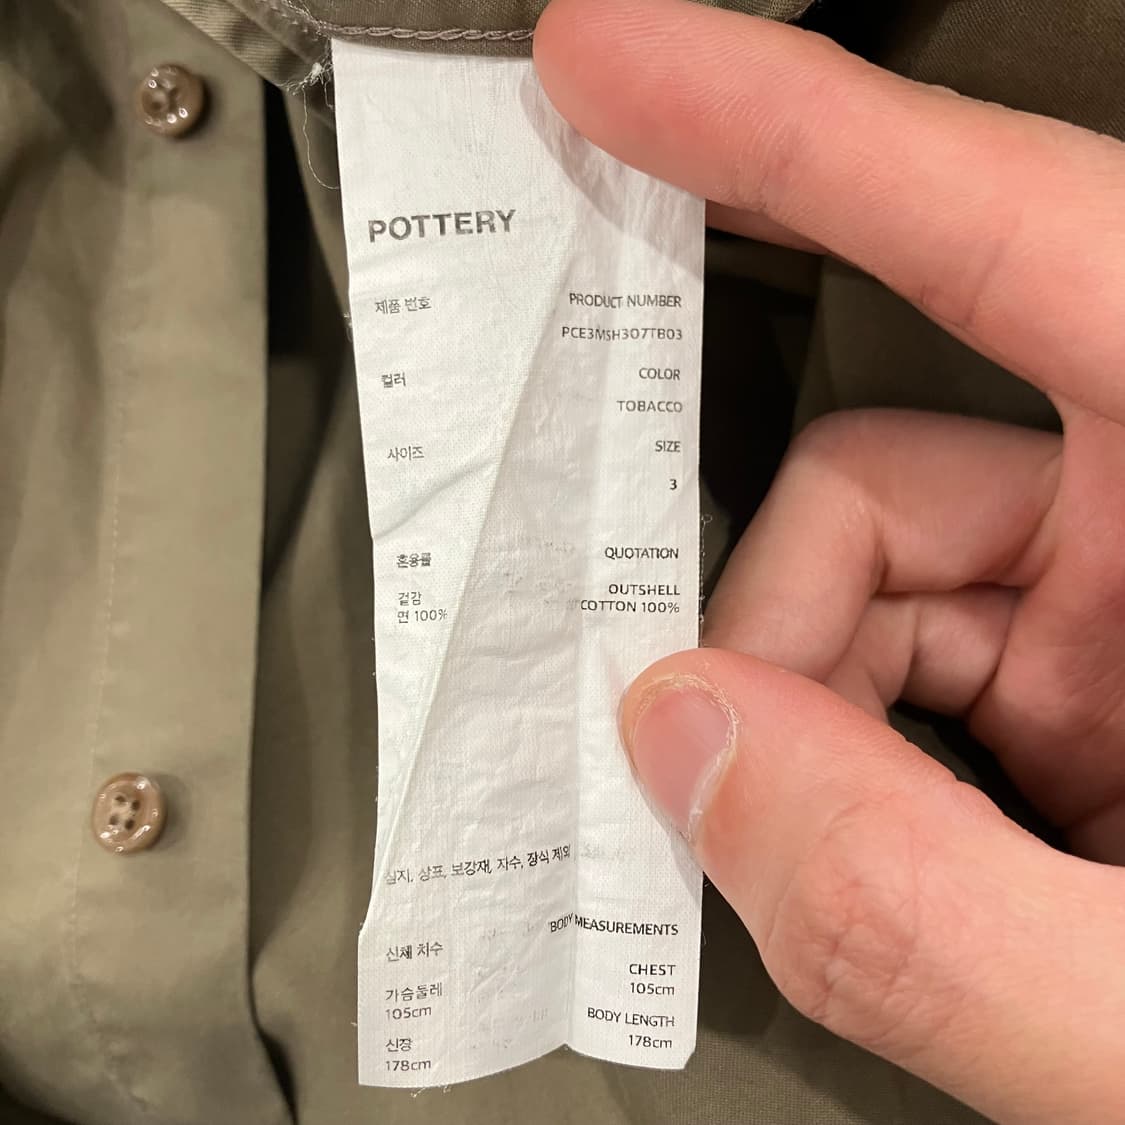 POTTERY
제품 번호
PRODUCT NUMBER
PCE3MSH307TB03
컬러
COLOR
TOBACCO
사이즈
SIZE
3
혼용률
QUOTATION
겉감
면 100%
OUTSHELL
COTTON 100%
심지, 상표, 보강재, 자수, 장식 제외
BODY MEASUREMENTS
신체 치수
가슴둘레
105cm
CHEST
105cm
신장
178cm
BODY LENGTH
178cm